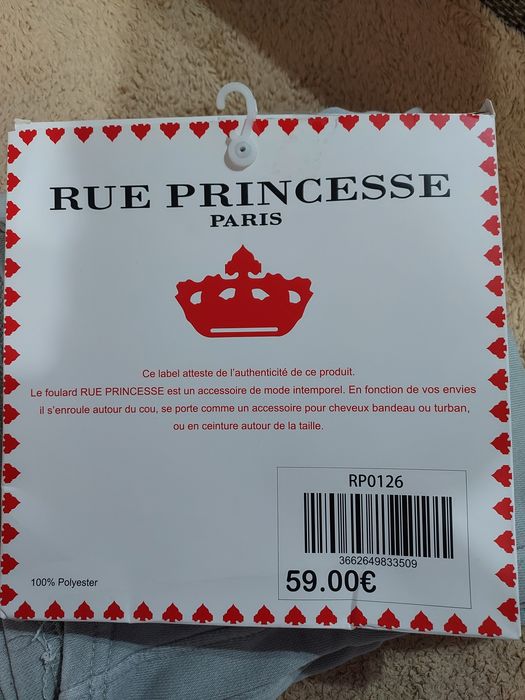 RUE PRINCESSE
PARIS
Ce label atteste de l'authenticité de ce produit.
Le foulard RUE PRINCESSE est un accessoire de mode intemporel. En fonction de vos envies
il s'enroule autour du cou, se porte comme un accessoire pour cheveux bandeau ou turban,
ou en ceinture autour de la taille.
RP0126
3662649833509
59.00€
100% Polyester